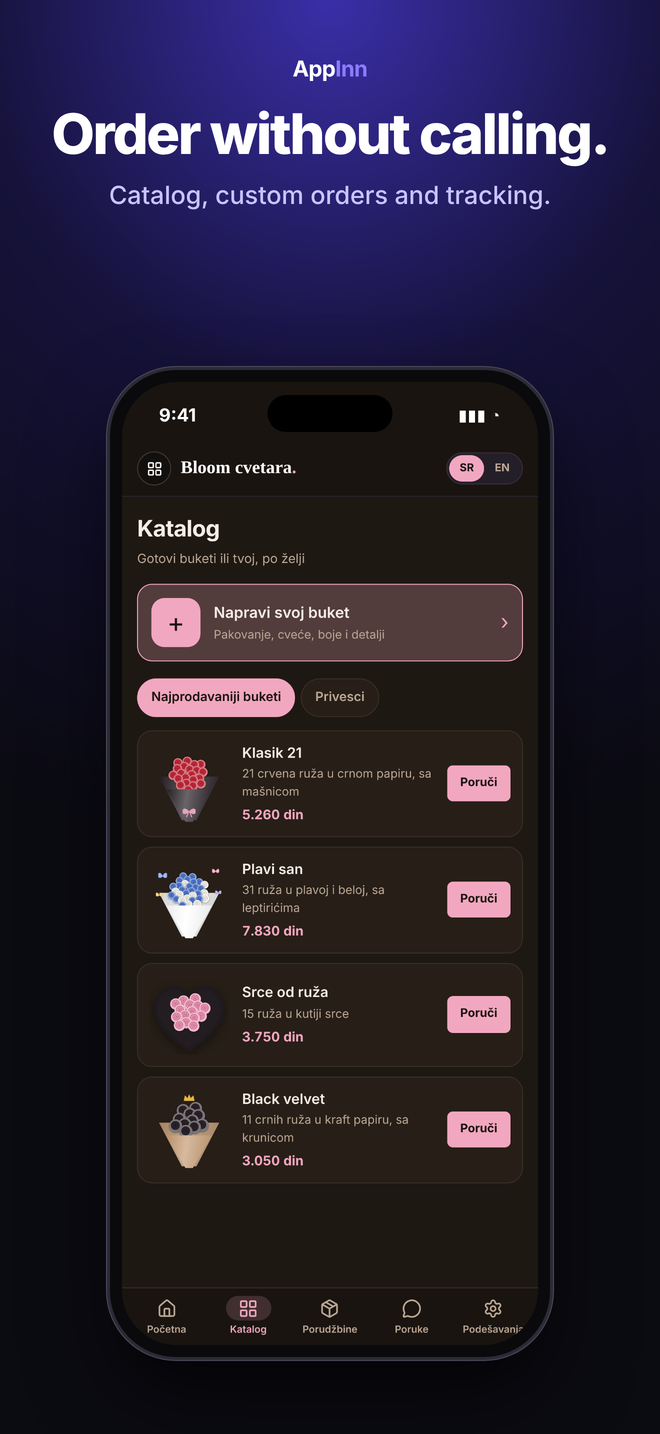 AppInn
Order without calling.
Catalog, custom orders and tracking.
9:41
Bloom cvetara.
SR EN
Katalog
Gotovi buketi ili tvoj, po želji
+
Napravi svoj buket
Pakovanje, cveće, boje i detalji
Najprodavaniji buketi
Privesci
Klasik 21
21 crvena ruža u crnom papiru, sa
mašnicom
5.260 din
Poruči
Plavi san
31 ruža u plavoj i beloj, sa
leptirićima
7.830 din
Poruči
Srce od ruža
15 ruža u kutiji srce
3.750 din
Poruči
Black velvet
11 crnih ruža u kraft papiru, sa
krunicom
3.050 din
Poruči
Početna
Katalog
Porudžbine
Poruke
Podešavanja